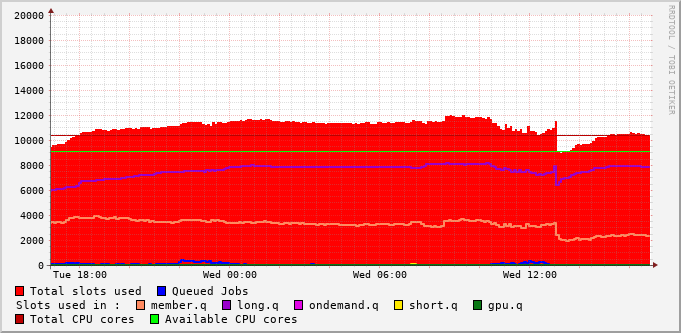 20000
18000
16000
14000
12000
10000
8000
6000
4000
2000
0
Tue 18:00 Wed 00:00 Wed 06:00 Wed 12:00
Total slots used Queued Jobs
Slots used in : member.q long.q ondemand.q short.q gpu.q
Total CPU cores Available CPU cores
RRDTOOL / TOBI OETIKER